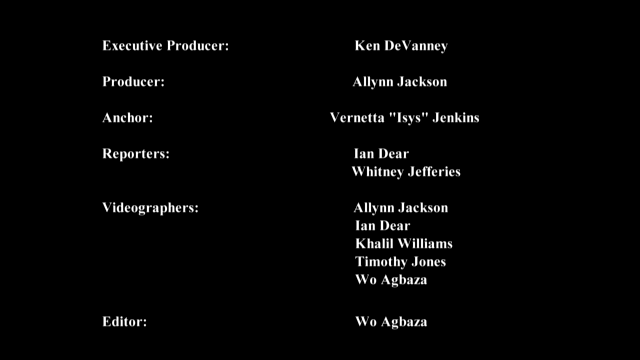 Executive Producer: Ken DeVanney
Producer: Allynn Jackson
Anchor: Vernetta "Isys" Jenkins
Reporters: Ian Dear
Whitney Jefferies
Videographers: Allynn Jackson
Ian Dear
Khalil Williams
Timothy Jones
Wo Agbaza
Editor: Wo Agbaza